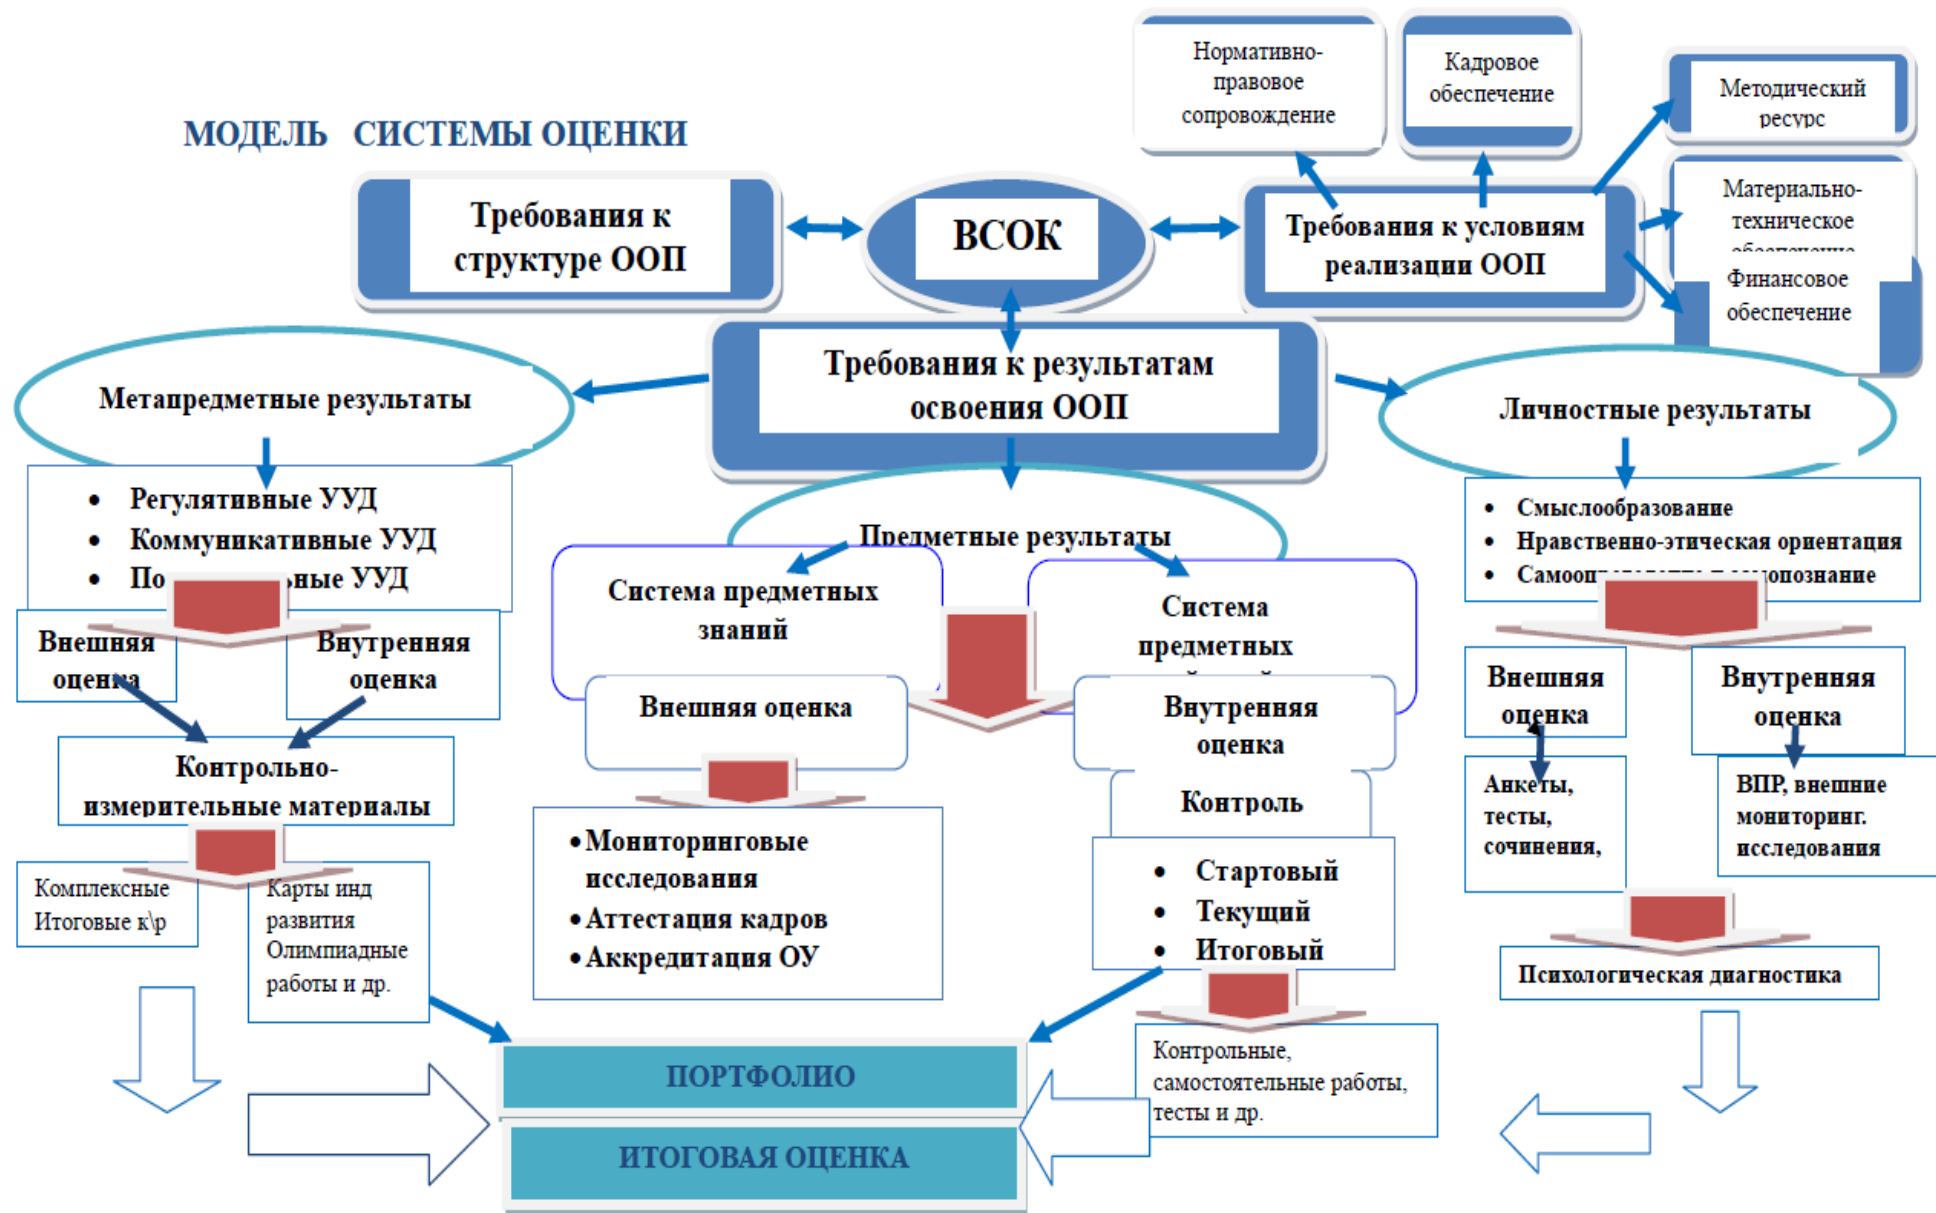 МОДЕЛЬ СИСТЕМЫ ОЦЕНКИ
Нормативно-
правовое
сопровождение
Кадровое
обеспечение
Методический
ресурс
Материально-
техническое
обеспечение
Финансовое
обеспечение
Требования к
структуре ООП
ВСОК
Требования к условиям
реализации ООП
Требования к результатам
освоения ООП
Метапредметные результаты
Личностные результаты
Предметные результаты
• Регулятивные УУД
• Коммуникативные УУД
• УУД
• Смыслообразование
• Нравственно-этическая ориентация
• самопознание
Система предметных
знаний
Система
предметных
Внешняя
оценка
Внутренняя
оценка
Внешняя оценка
Внутренняя
оценка
Внешняя
оценка
Внутренняя
оценка
Контрольно-
измерительные материалы
Контроль
Анкеты,
тесты,
сочинения,
ВПР, внешние
мониторинг.
исследования
Комплексные
Итоговые к\р
Карты инд
развития
Олимпиадные
работы и др.
• Мониторинговые
исследования
• Аттестация кадров
• Аккредитация ОУ
• Стартовый
• Текущий
• Итоговый
Психологическая диагностика
Контрольные,
самостоятельные работы,
тесты и др.
ПОРТФОЛИО
ИТОГОВАЯ ОЦЕНКА